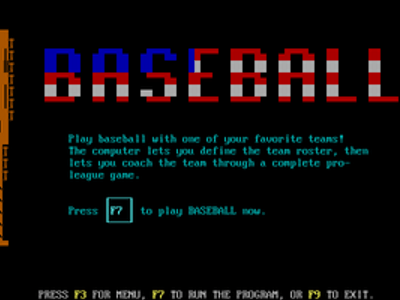 BASEBALL
Play baseball with one of your favorite teams!
The computer lets you define the team roster, then
lets you coach the team through a complete pro-
league game.
Press F7 to play BASEBALL now.
PRESS F3 FOR MENU, F7 TO RUN THE PROGRAM, OR F9 TO EXIT.